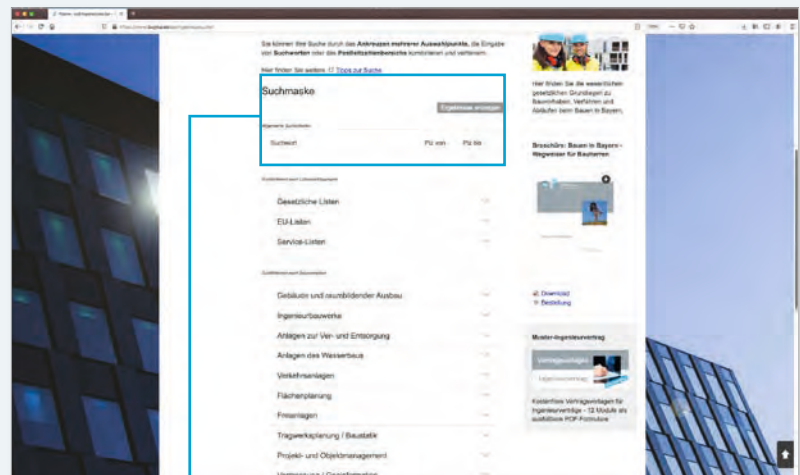 Sie können Ihre Suche durch das Ankreuzen mehrerer Auswahlpunkte, die Eingabe
von Suchworten oder des Postleitzahlenbereichs kombinieren und verfeinern.
Hier finden Sie weitere Tipps zur Suche
Suchmaske
Ergebnisse anzeigen
Suchwort
Plz von
Plz bis
Gesetzliche Listen
EU-Listen
Service-Listen
Gebäude und raumbildender Ausbau
Ingenieurbauwerke
Anlagen zur Ver- und Entsorgung
Anlagen des Wasserbaus
Verkehrsanlagen
Flächenplanung
Freianlagen
Tragwerksplanung / Baustatik
Projekt- und Objektmanagement
Vermessung / Geoinformation
Hier finden Sie die wesentlichen
gesetzlichen Grundlagen zu
Bauvorhaben, Verfahren und
Abläufen beim Bauen in Bayern.
Broschüre: Bauen in Bayern -
Wegweiser für Bauherren
Download
Bestellung
Muster-Ingenieurvertrag
Vertragsvorlagen
Ingenieurvertrag
Kostenfreie Vertragsvorlagen für
Ingenieurverträge - 12 Module als
ausfüllbare PDF-Formulare